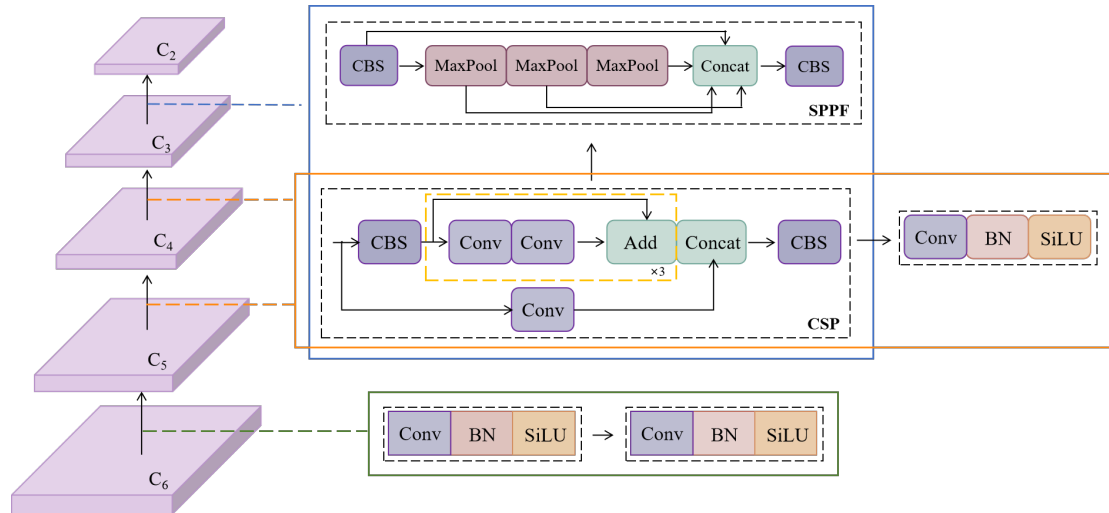 C2
C3
C4
C5
C6
CBS MaxPool MaxPool MaxPool Concat CBS
SPPF
CBS Conv Conv Add Concat CBS
×3
Conv
CSP
Conv BN SiLU
Conv BN SiLU Conv BN SiLU